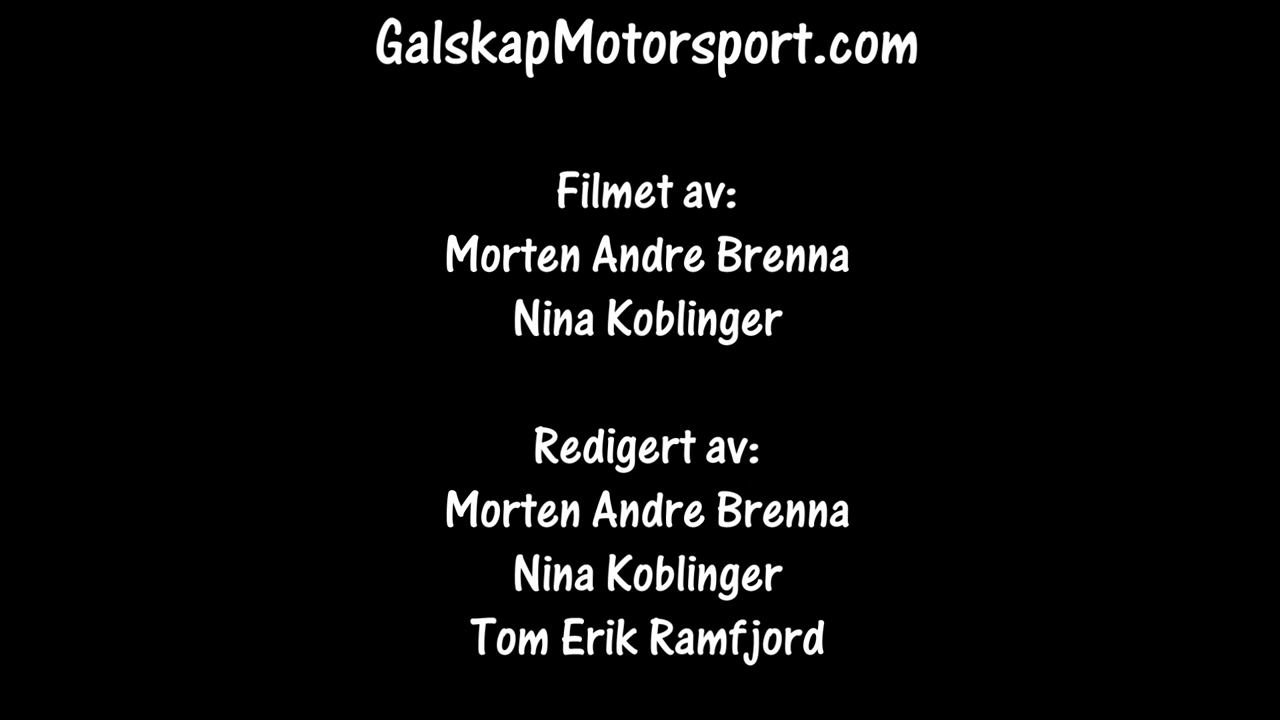 GalskapMotorsport.com
Filmet av:
Morten Andre Brenna
Nina Koblinger
Redigert av:
Morten Andre Brenna
Nina Koblinger
Tom Erik Ramfjord